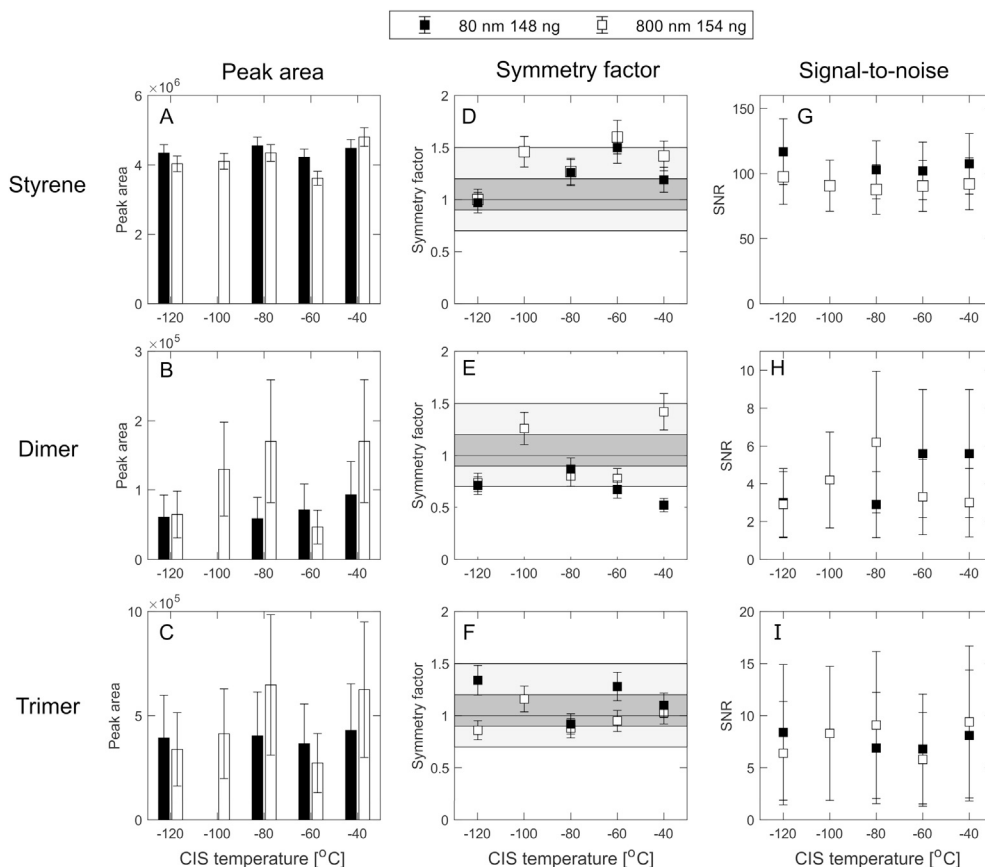 80 nm 148 ng 800 nm 154 ng
Peak area Symmetry factor Signal-to-noise
Styrene
×10⁶
A
Peak area
6
4
2
0
-120 -100 -80 -60 -40
D
Symmetry factor
2
1.5
1
0.5
0
-120 -100 -80 -60 -40
G
SNR
150
100
50
0
-120 -100 -80 -60 -40
Dimer
×10⁵
B
Peak area
3
2
1
0
-120 -100 -80 -60 -40
E
Symmetry factor
2
1.5
1
0.5
0
-120 -100 -80 -60 -40
H
SNR
10
8
6
4
2
0
-120 -100 -80 -60 -40
Trimer
×10⁵
C
Peak area
10
5
0
-120 -100 -80 -60 -40
CIS temperature [°C]
F
Symmetry factor
2
1.5
1
0.5
0
-120 -100 -80 -60 -40
CIS temperature [°C]
I
SNR
20
15
10
5
0
-120 -100 -80 -60 -40
CIS temperature [°C]